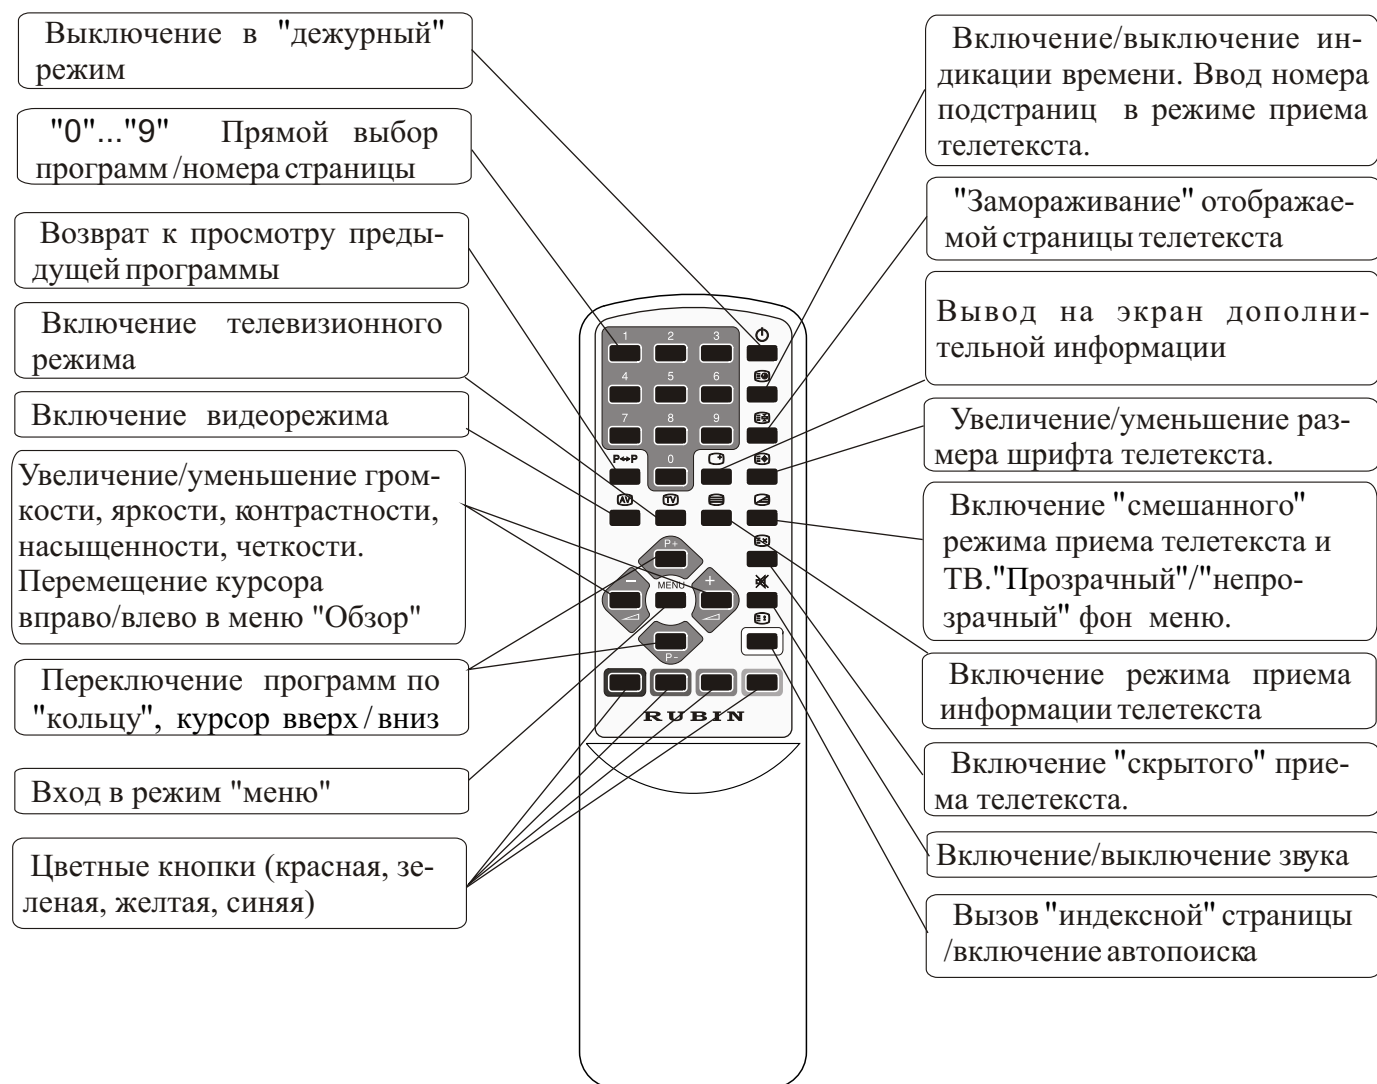 Выключение в "дежурный"
режим
"0"..."9" Прямой выбор
программ/номера страницы
Возврат к просмотру преды-
дущей программы
Включение телевизионного
режима
Включение видеорежима
Увеличение/уменьшение гром-
кости, яркости, контрастности,
насыщенности, четкости.
Перемещение курсора
вправо/влево в меню "Обзор"
Переключение программ по
"кольцу", курсор вверх/вниз
Вход в режим "меню"
Цветные кнопки (красная, зе-
леная, желтая, синяя)
1 2 3
4 5 6
7 8 9
P↔P 0
AV TV
P+
− MENU +
P-
RUBIN
Включение/выключение ин-
дикации времени. Ввод номера
подстраниц в режиме приема
телетекста.
"Замораживание" отображае-
мой страницы телетекста
Вывод на экран дополни-
тельной информации
Увеличение/уменьшение раз-
мера шрифта телетекста.
Включение "смешанного"
режима приема телетекста и
ТВ."Прозрачный"/"непро-
зрачный" фон меню.
Включение режима приема
информации телетекста
Включение "скрытого" прие-
ма телетекста.
Включение/выключение звука
Вызов "индексной" страницы
/включение автопоиска